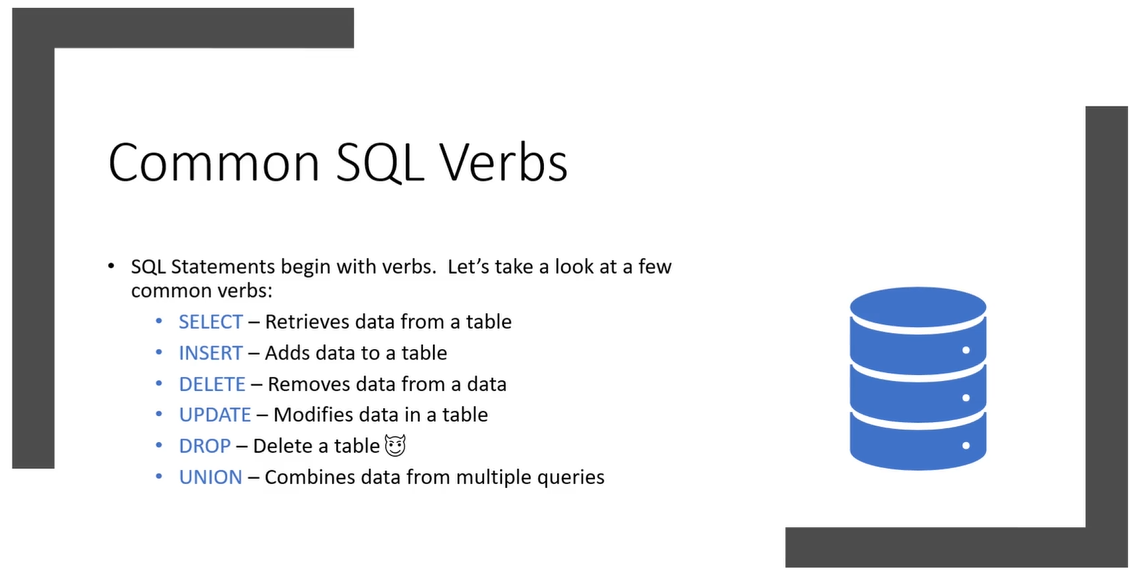 Common SQL Verbs
• SQL Statements begin with verbs.  Let’s take a look at a few
common verbs:
• SELECT – Retrieves data from a table
• INSERT – Adds data to a table
• DELETE – Removes data from a data
• UPDATE – Modifies data in a table
• DROP – Delete a table 😈
• UNION – Combines data from multiple queries